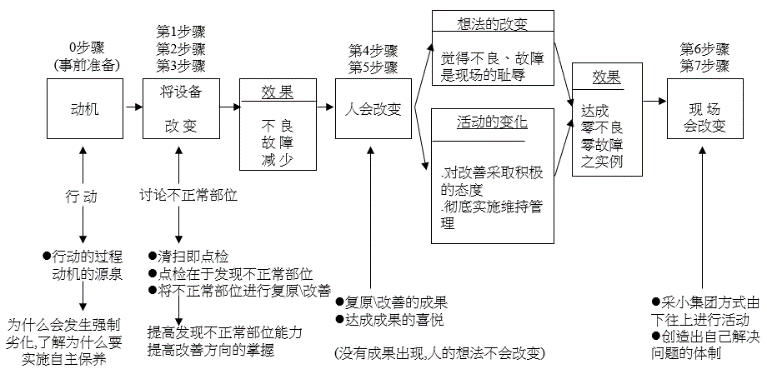 0步骤
(事前准备)
动机
行 动
●行动的过程
动机的源泉
为什么会发生强制
劣化,了解为什么要
实施自主保养
第1步骤
第2步骤
第3步骤
将设备
改 变
讨论不正常部位
●清扫即点检
●点检在于发现不正常部位
●将不正常部位进行复原\改善
提高发现不正常部位能力
提高改善方向的掌握
效 果
不 良
故 障
减 少
第4步骤
第5步骤
人会改变
●复原\改善的成果
●达成成果的喜悦
(没有成果出现,人的想法不会改变)
想法的改变
觉得不良、故障
是现场的耻辱
活动的变化
.对改善采取积极
的态度
.彻底实施维持管
理
效果
达成
零不良
零故障
之实例
第6步骤
第7步骤
现 场
会改变
●采小集团方式由
下往上进行活动
●创造出自己解决
问题的体制